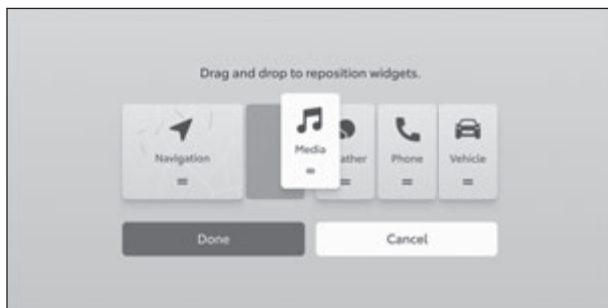 Drag and drop to reposition widgets.
Navigation
Media
ather
Phone
Vehicle
Done
Cancel